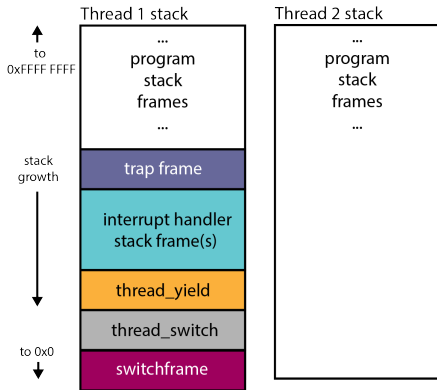 Thread 1 stack
Thread 2 stack
to
0xFFFF FFFF
...
program
stack
frames
...
...
program
stack
frames
...
trap frame
stack
growth
interrupt handler
stack frame(s)
thread_yield
thread_switch
to 0x0
switchframe